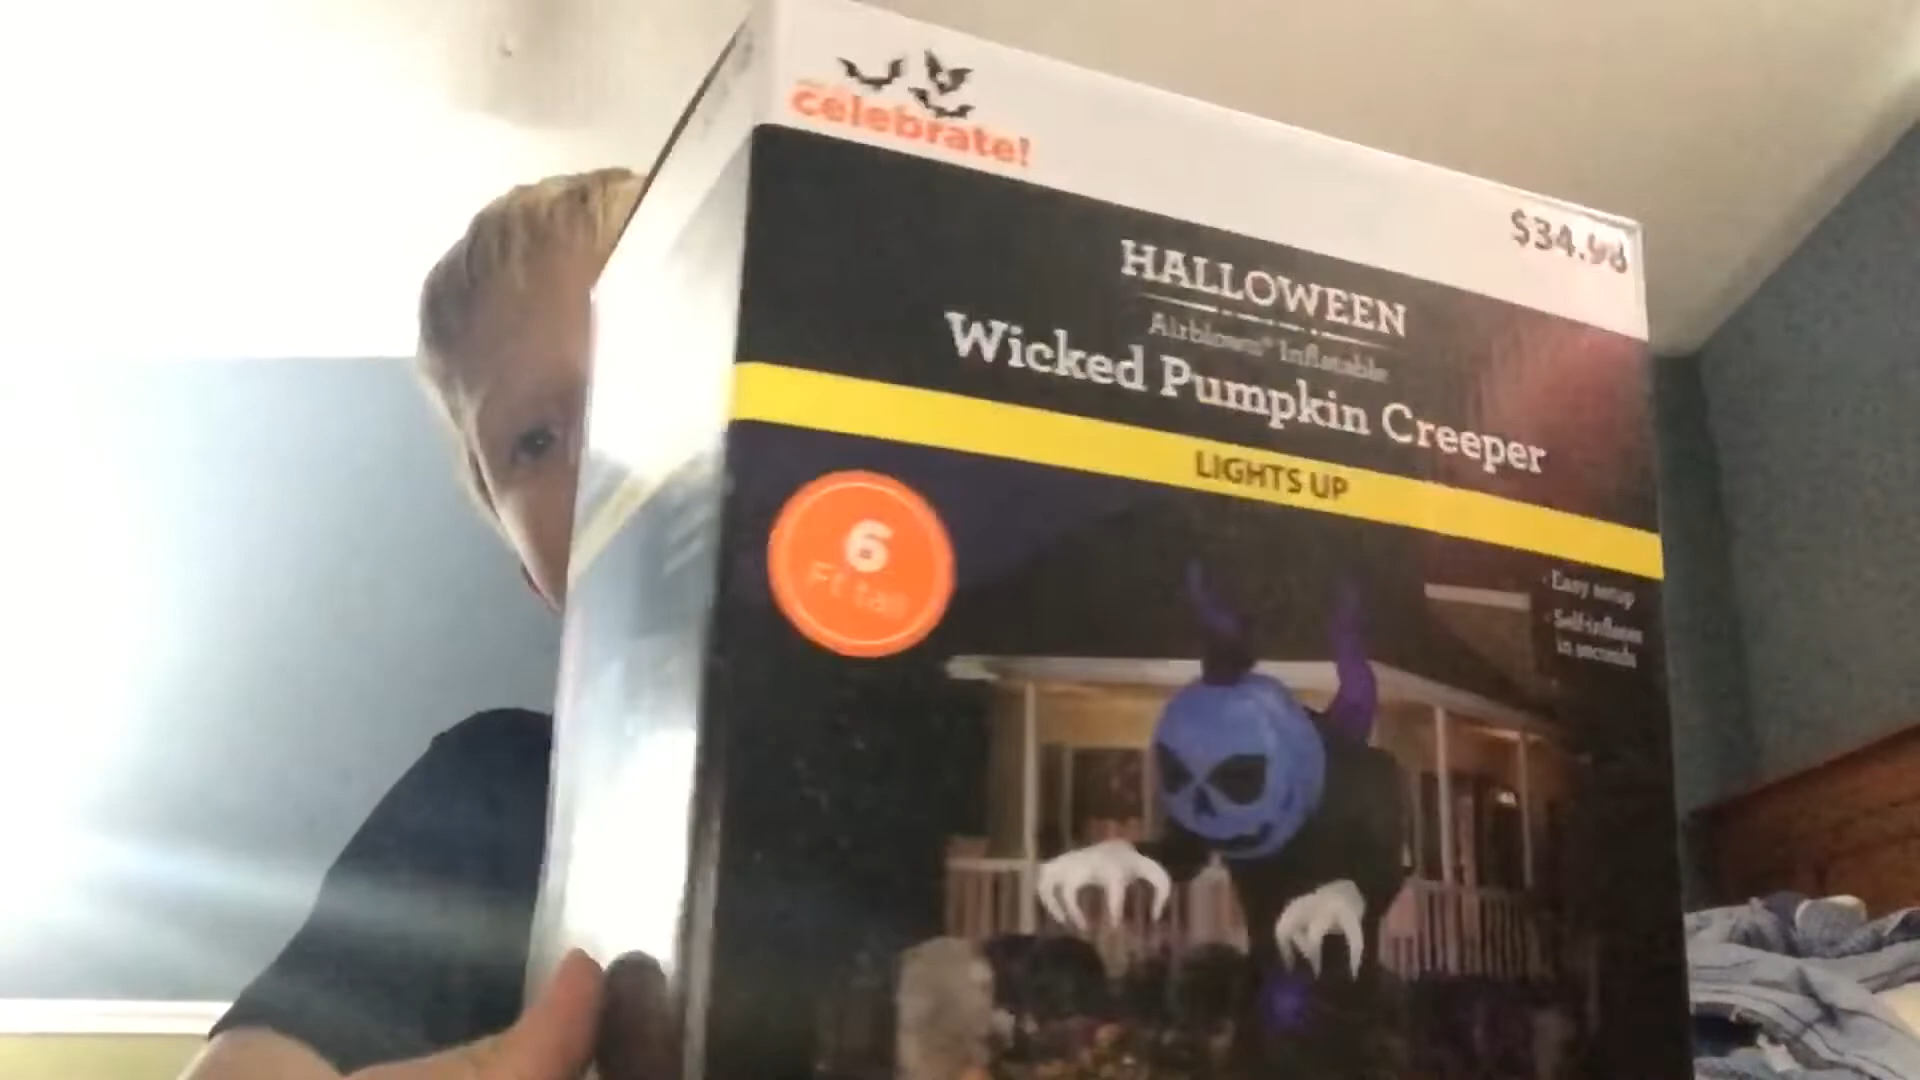 celebrate!
$34.98
HALLOWEEN
Airblown® Inflatable
Wicked Pumpkin Creeper
LIGHTS UP
6
Ft tall
· Easy setup
· Self-inflates
in seconds